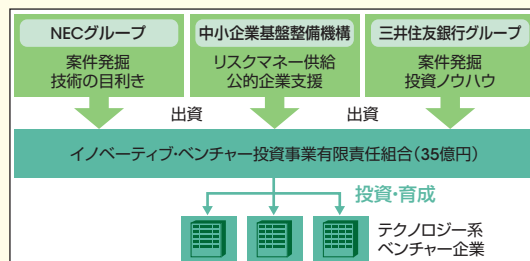 NECグループ
案件発掘
技術の目利き
中小企業基盤整備機構
リスクマネー供給
公的企業支援
三井住友銀行グループ
案件発掘
投資ノウハウ
出資
出資
イノベーティブ・ベンチャー投資事業有限責任組合(35億円)
投資・育成
テクノロジー系
ベンチャー企業